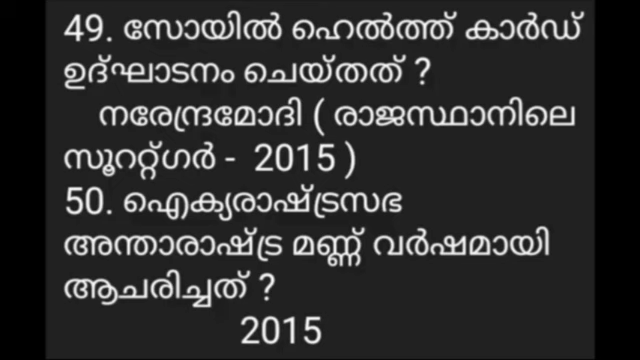 49. സോയിൽ ഹെൽത്ത് കാർഡ്
ഉദ്ഘാടനം ചെയ്തത് ?
നരേന്ദ്രമോദി ( രാജസ്ഥാനിലെ
സൂററ്റ്ഗർ - 2015 )
50. ഐക്യരാഷ്ട്രസഭ
അന്താരാഷ്ട്ര മണ്ണ് വർഷമായി
ആചരിച്ചത് ?
2015